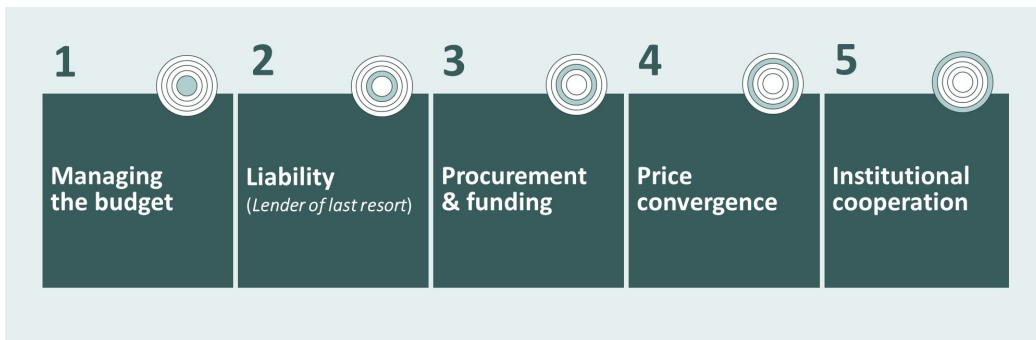 1
Managing
the budget
2
Liability
(Lender of last resort)
3
Procurement
& funding
4
Price
convergence
5
Institutional
cooperation